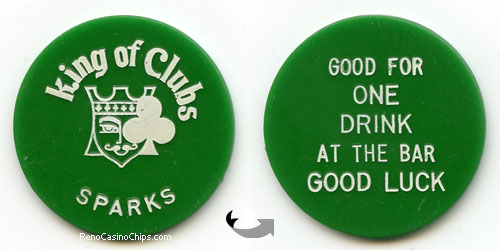 King of Clubs
SPARKS
RenoCasinoChips.com
GOOD FOR
ONE
DRINK
AT THE BAR
GOOD LUCK